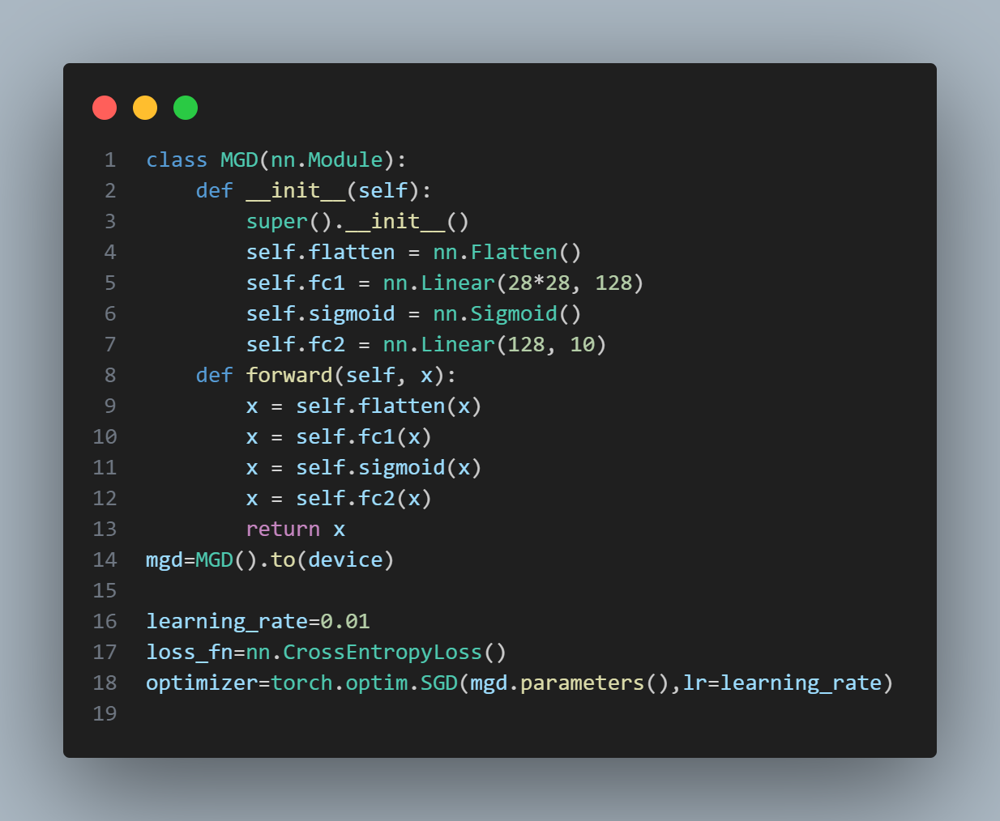 1 class MGD(nn.Module):
2     def __init__(self):
3         super().__init__()
4         self.flatten = nn.Flatten()
5         self.fc1 = nn.Linear(28*28, 128)
6         self.sigmoid = nn.Sigmoid()
7         self.fc2 = nn.Linear(128, 10)
8     def forward(self, x):
9         x = self.flatten(x)
10         x = self.fc1(x)
11         x = self.sigmoid(x)
12         x = self.fc2(x)
13         return x
14 mgd=MGD().to(device)
15
16 learning_rate=0.01
17 loss_fn=nn.CrossEntropyLoss()
18 optimizer=torch.optim.SGD(mgd.parameters(),lr=learning_rate)
19